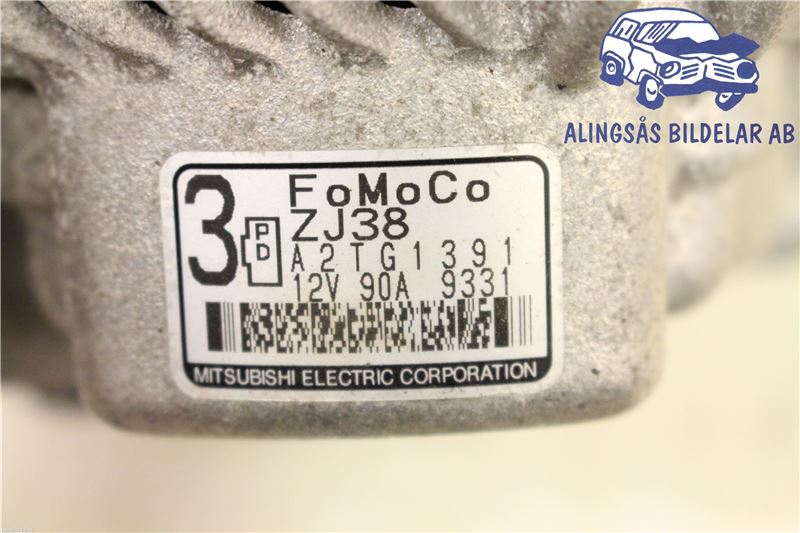 ALINGSÅS BILDELAR AB
3
P
D
FoMoCo
ZJ38
A2TG1391
12V 90A 9331
MITSUBISHI ELECTRIC CORPORATION